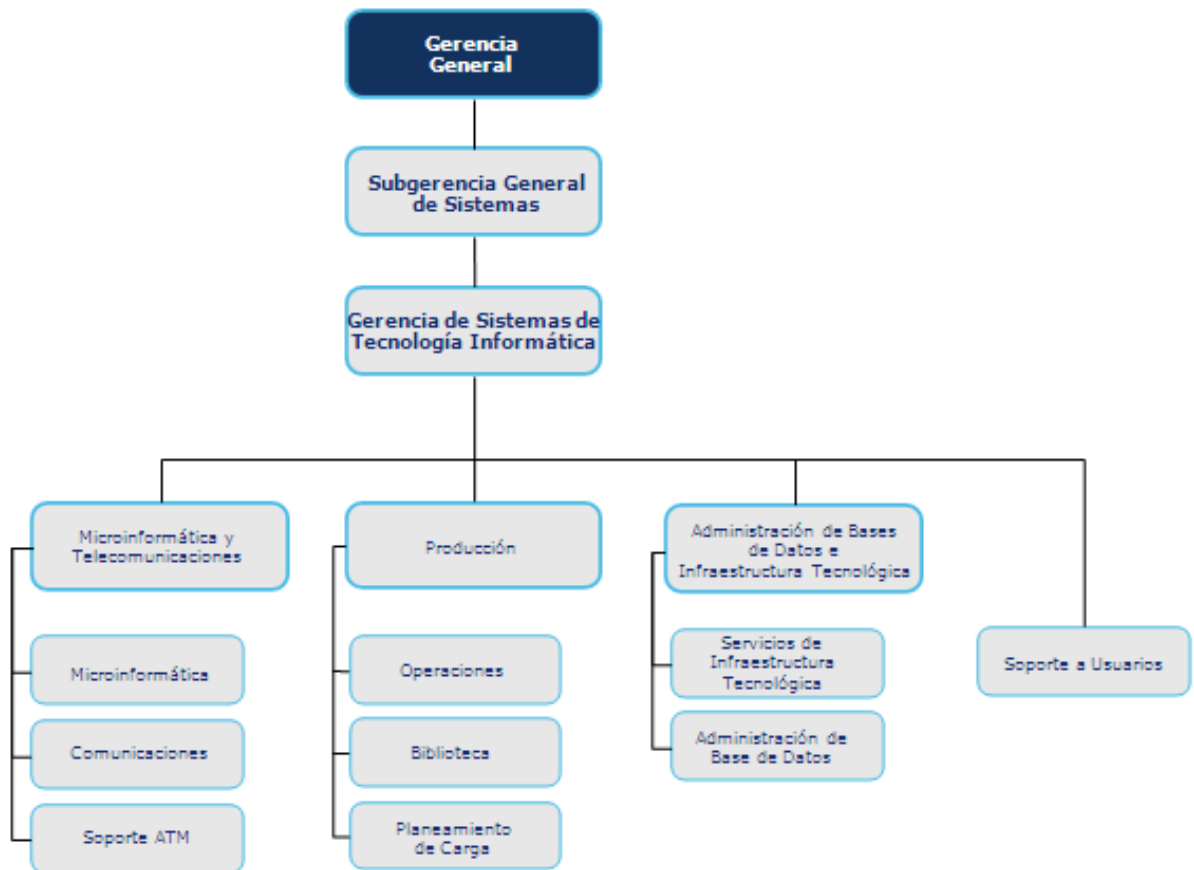 Gerencia
General
Subgerencia General
de Sistemas
Gerencia de Sistemas de
Tecnología Informática
Microinformática y
Telecomunicaciones
Microinformática
Comunicaciones
Soporte ATM
Producción
Operaciones
Biblioteca
Planeamiento
de Carga
Administración de Bases
de Datos e
Infraestructura Tecnológica
Servicios de
Infraestructura
Tecnológica
Administración de
Base de Datos
Soporte a Usuarios